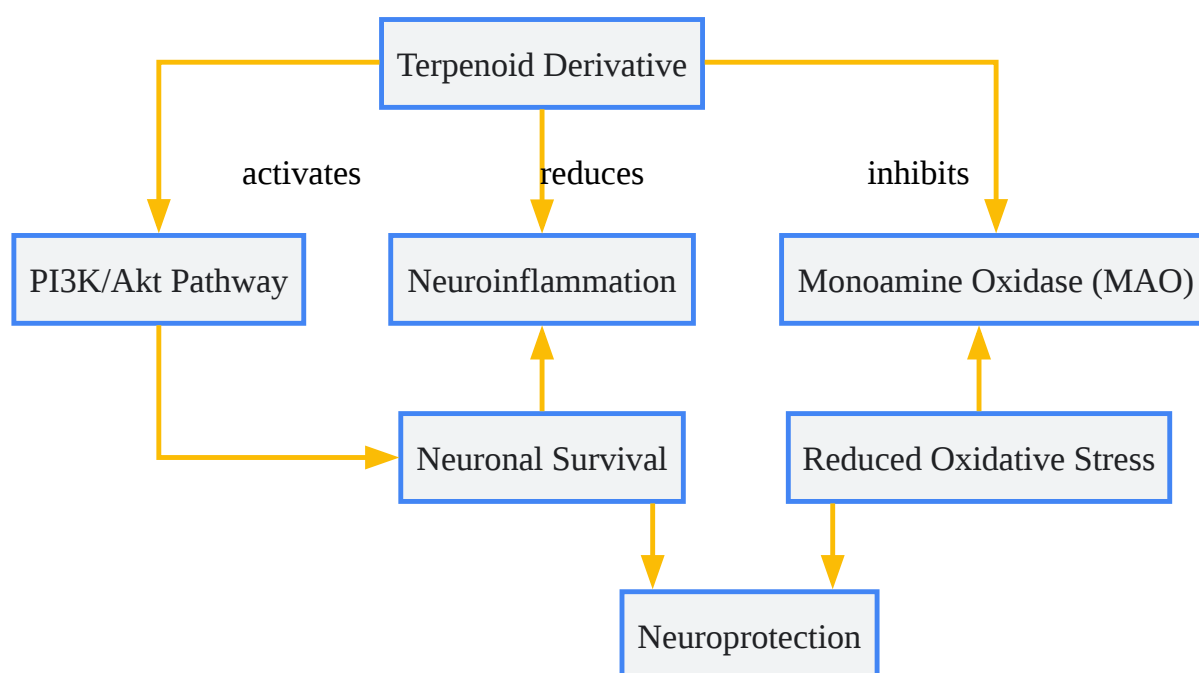 Terpenoid Derivative
activates
reduces
inhibits
PI3K/Akt Pathway
Neuroinflammation
Monoamine Oxidase (MAO)
Neuronal Survival
Reduced Oxidative Stress
Neuroprotection